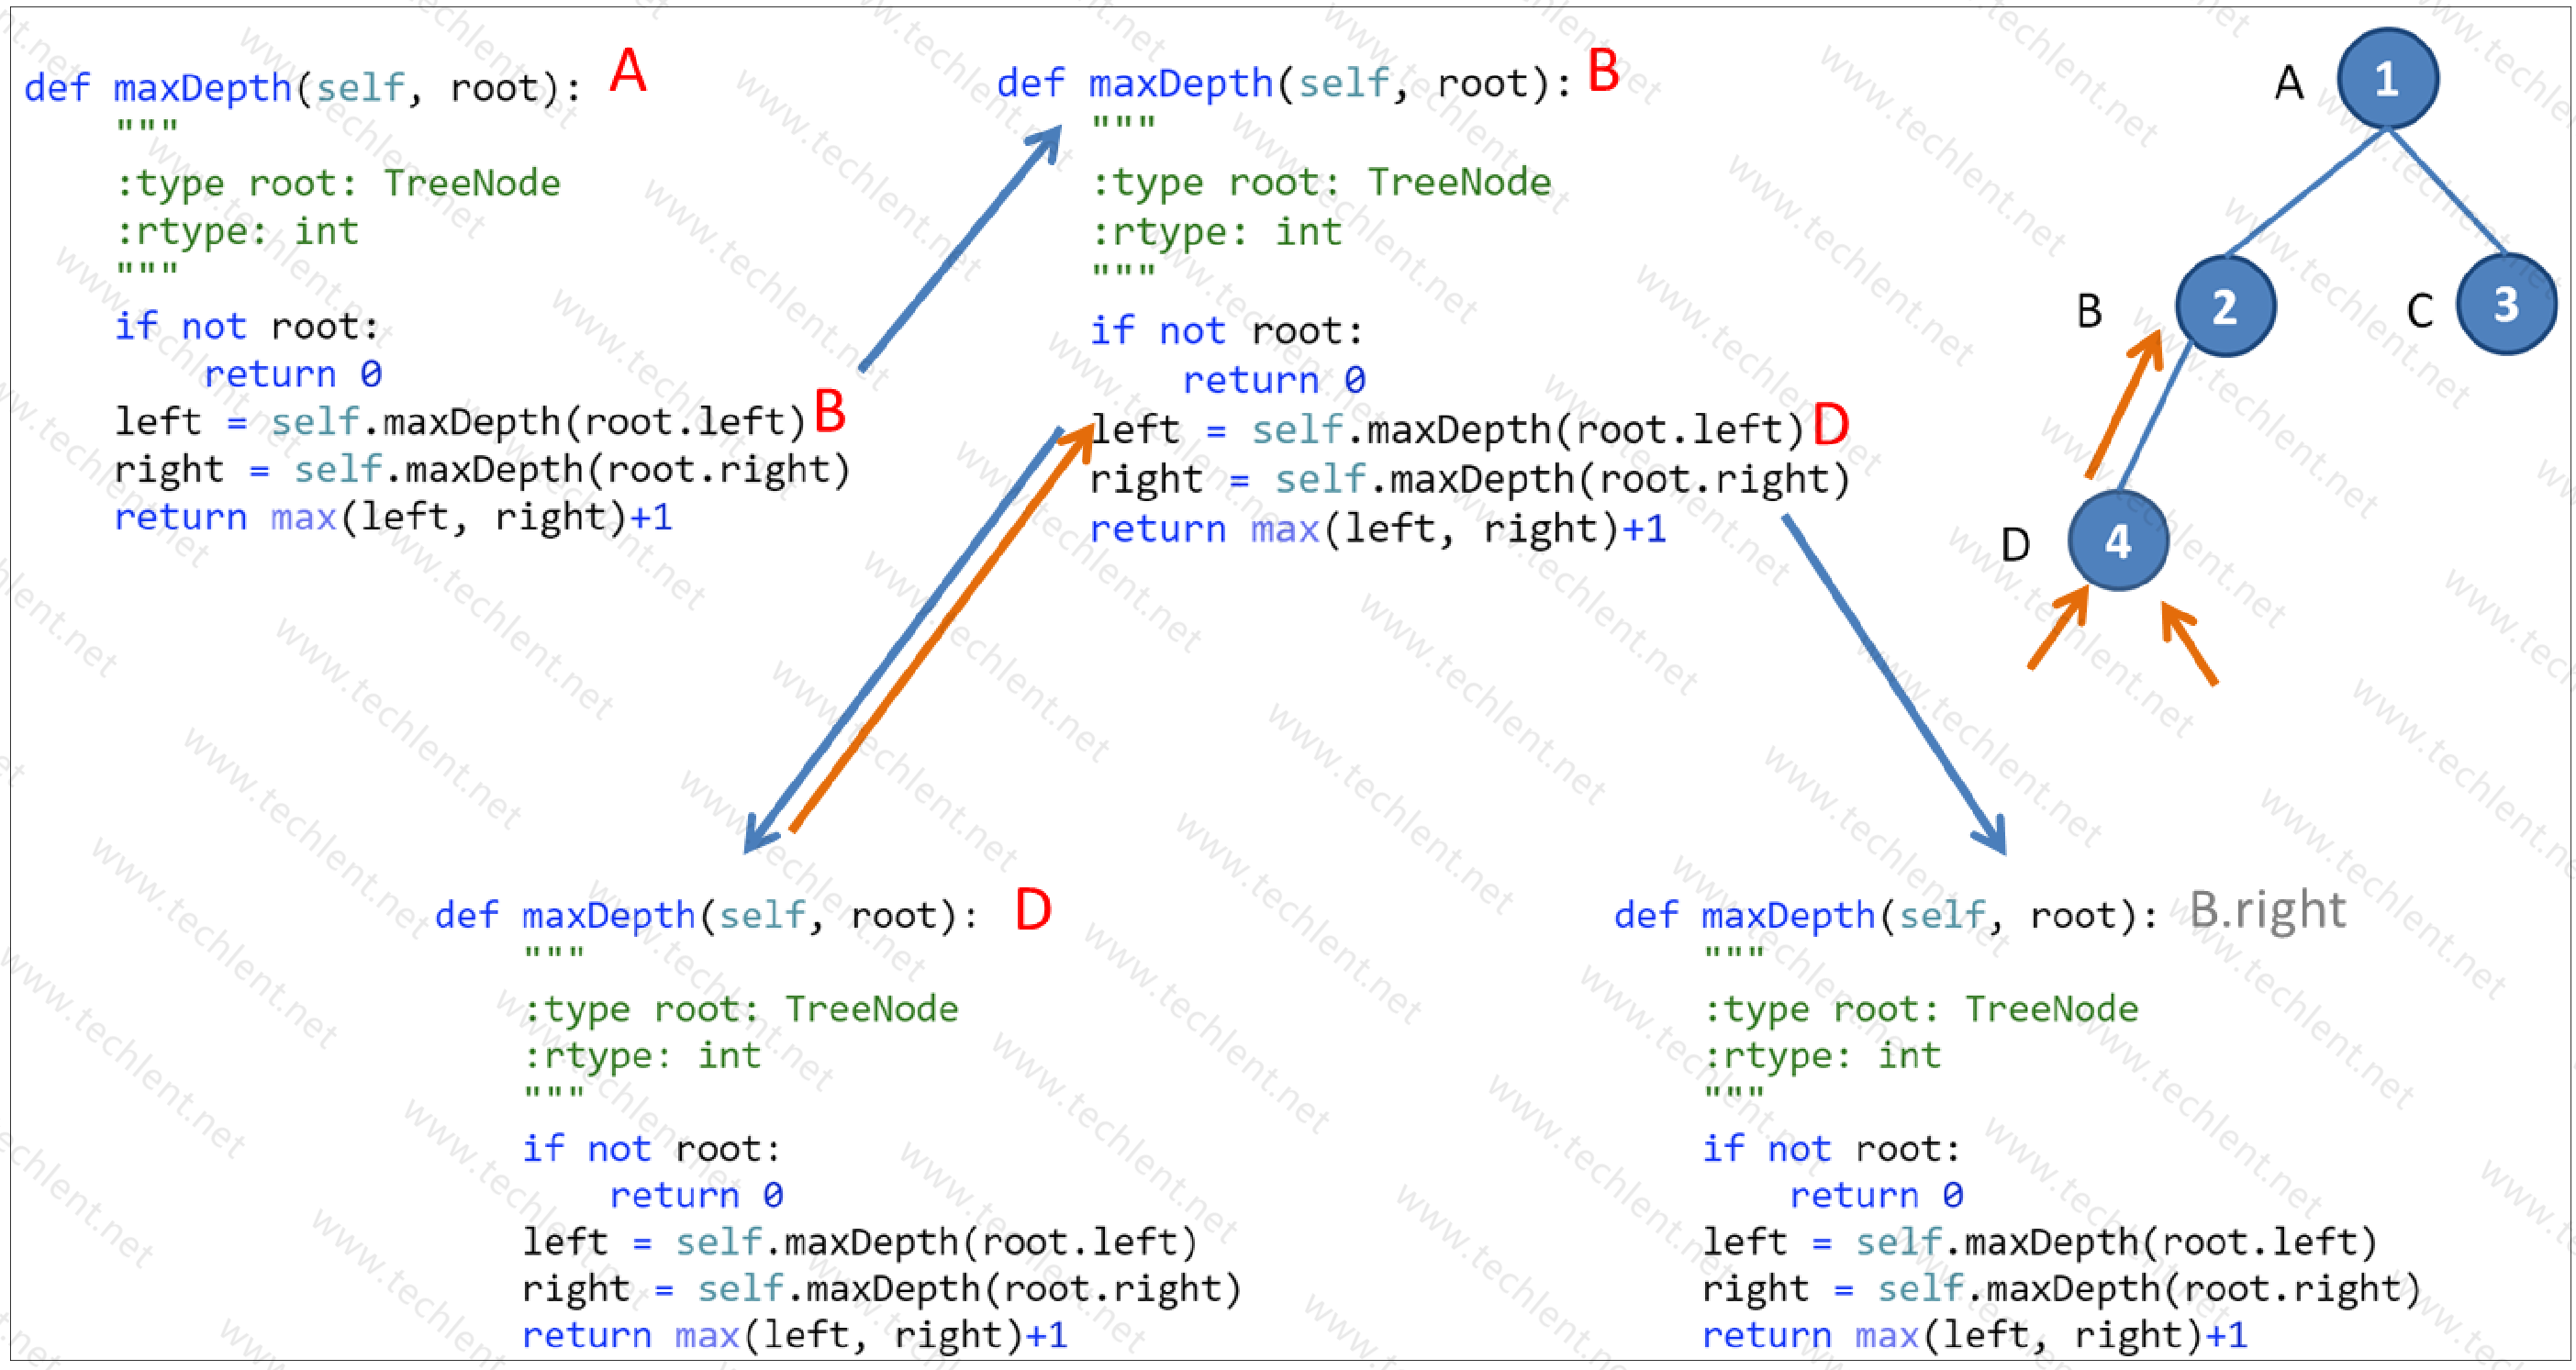 def maxDepth(self, root): A
"""
:type root: TreeNode
:rtype: int
"""
if not root:
return 0
left = self.maxDepth(root.left) B
right = self.maxDepth(root.right)
return max(left, right)+1
def maxDepth(self, root): B
"""
:type root: TreeNode
:rtype: int
"""
if not root:
return 0
left = self.maxDepth(root.left) D
right = self.maxDepth(root.right)
return max(left, right)+1
A 1
B 2
C 3
D 4
def maxDepth(self, root): D
"""
:type root: TreeNode
:rtype: int
"""
if not root:
return 0
left = self.maxDepth(root.left)
right = self.maxDepth(root.right)
return max(left, right)+1
def maxDepth(self, root): B.right
"""
:type root: TreeNode
:rtype: int
"""
if not root:
return 0
left = self.maxDepth(root.left)
right = self.maxDepth(root.right)
return max(left, right)+1
www.techlent.net